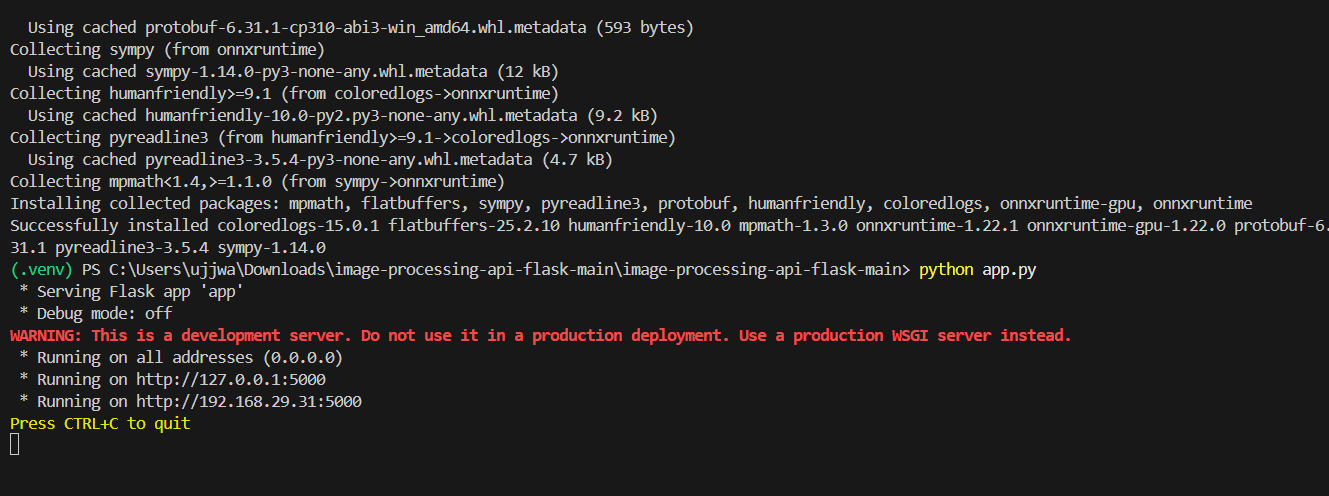 Using cached protobuf-6.31.1-cp310-abi3-win_amd64.whl.metadata (593 bytes)
Collecting sympy (from onnxruntime)
Using cached sympy-1.14.0-py3-none-any.whl.metadata (12 kB)
Collecting humanfriendly>=9.1 (from coloredlogs->onnxruntime)
Using cached humanfriendly-10.0-py2.py3-none-any.whl.metadata (9.2 kB)
Collecting pyreadline3 (from humanfriendly>=9.1->coloredlogs->onnxruntime)
Using cached pyreadline3-3.5.4-py3-none-any.whl.metadata (4.7 kB)
Collecting mpmath<1.4,>=1.1.0 (from sympy->onnxruntime)
Installing collected packages: mpmath, flatbuffers, sympy, pyreadline3, protobuf, humanfriendly, coloredlogs, onnxruntime-gpu, onnxruntime
Successfully installed coloredlogs-15.0.1 flatbuffers-25.2.10 humanfriendly-10.0 mpmath-1.3.0 onnxruntime-1.22.1 onnxruntime-gpu-1.22.0 protobuf-6.
31.1 pyreadline3-3.5.4 sympy-1.14.0
(.venv) PS C:\Users\ujjwa\Downloads\image-processing-api-flask-main\image-processing-api-flask-main> python app.py
* Serving Flask app 'app'
* Debug mode: off
WARNING: This is a development server. Do not use it in a production deployment. Use a production WSGI server instead.
* Running on all addresses (0.0.0.0)
* Running on http://127.0.0.1:5000
* Running on http://192.168.29.31:5000
Press CTRL+C to quit